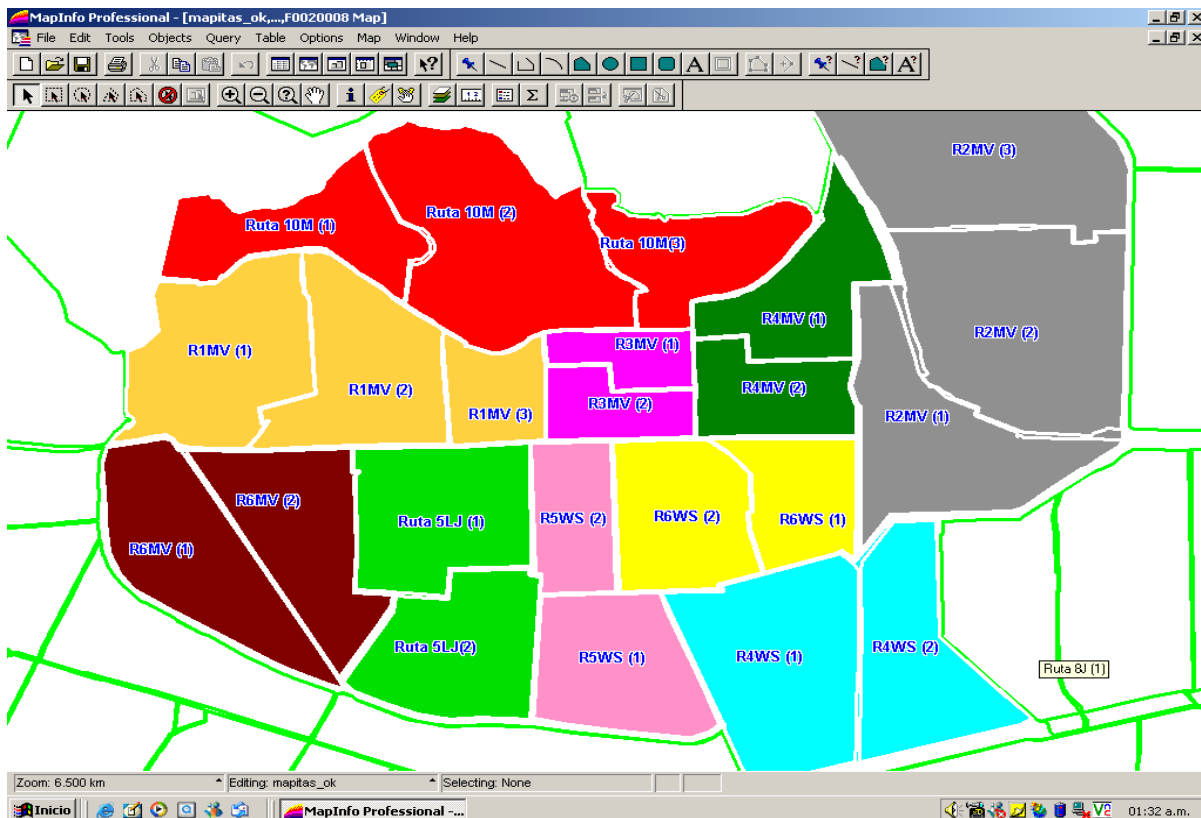 MapInfo Professional - [mapitas_ok,...,F0020008 Map]
File Edit Tools Objects Query Table Options Map Window Help
R2MV (3)
Ruta 10M (1)
Ruta 10M (2)
Ruta 10M(3)
R4MV (1)
R2MV (2)
R1MV (1)
R3MV (1)
R1MV (2)
R4MV (2)
R3MV (2)
R1MV (3)
R2MV (1)
R6MV (2)
R6MV (1)
Ruta 5LJ (1)
R5WS (2)
R6WS (2)
R6WS (1)
Ruta 5LJ(2)
R5WS (1)
R4WS (1)
R4WS (2)
Ruta 8J (1)
Zoom: 6.500 km Editing: mapitas_ok Selecting: None
Inicio MapInfo Professional -... 01:32 a.m.